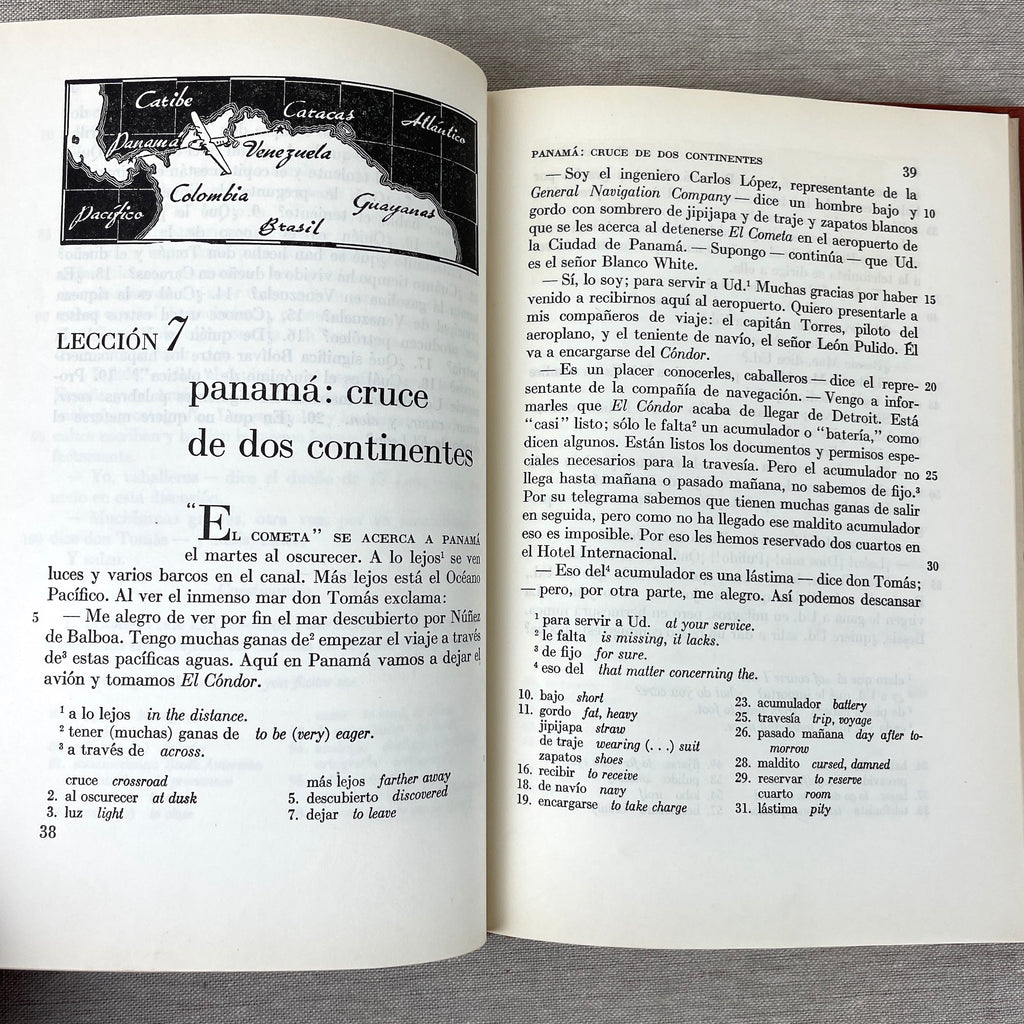 Caribe
Caracas
Atlántico
Panamá
Venezuela
Colombia
Guayanas
Pacífico
Brasil
LECCIÓN 7
panamá: cruce
de dos continentes
“EL COMETA” SE ACERCA A PANAMÁ
el martes al oscurecer. A lo lejos¹ se ven
luces y varios barcos en el canal. Más lejos está el Océano
Pacífico. Al ver el inmenso mar don Tomás exclama:
5 — Me alegro de ver por fin el mar descubierto por Núñez
de Balboa. Tengo muchas ganas de² empezar el viaje a través
de³ estas pacíficas aguas. Aquí en Panamá vamos a dejar el
avión y tomamos El Cóndor.
¹ a lo lejos in the distance.
² tener (muchas) ganas de to be (very) eager.
³ a través de across.
cruce crossroad
2. al oscurecer at dusk
3. luz light
más lejos farther away
5. descubierto discovered
7. dejar to leave
38
PANAMÁ: CRUCE DE DOS CONTINENTES 39
— Soy el ingeniero Carlos López, representante de la
General Navigation Company — dice un hombre bajo y 10
gordo con sombrero de jipijapa y de traje y zapatos blancos
que se les acerca al detenerse El Cometa en el aeropuerto de
la Ciudad de Panamá. — Supongo — continúa — que Ud.
es el señor Blanco White.
— Sí, lo soy; para servir a Ud.¹ Muchas gracias por haber 15
venido a recibirnos aquí al aeropuerto. Quiero presentarle a
mis compañeros de viaje: el capitán Torres, piloto del
aeroplano, y el teniente de navío, el señor León Pulido. Él
va a encargarse del Cóndor.
— Es un placer conocerles, caballeros — dice el repre- 20
sentante de la compañía de navegación. — Vengo a infor-
marles que El Cóndor acaba de llegar de Detroit. Está
“casi” listo; sólo le falta² un acumulador o “batería,” como
dicen algunos. Están listos los documentos y permisos espe-
ciales necesarios para la travesía. Pero el acumulador no 25
llega hasta mañana o pasado mañana, no sabemos de fijo.³
Por su telegrama sabemos que tienen muchas ganas de salir
en seguida, pero como no ha llegado ese maldito acumulador
eso es imposible. Por eso les hemos reservado dos cuartos en
el Hotel Internacional. 30
— Eso del⁴ acumulador es una lástima — dice don Tomás;
— pero, por otra parte, me alegro. Así podemos descansar
¹ para servir a Ud. at your service.
² le falta is missing, it lacks.
³ de fijo for sure.
⁴ eso del that matter concerning the.
10. bajo short
11. gordo fat, heavy
jipijapa straw
de traje wearing (. . .) suit
zapatos shoes
16. recibir to receive
18. de navío navy
19. encargarse to take charge
23. acumulador battery
25. travesía trip, voyage
26. pasado mañana day after to-
morrow
28. maldito cursed, damned
29. reservar to reserve
cuarto room
31. lástima pity